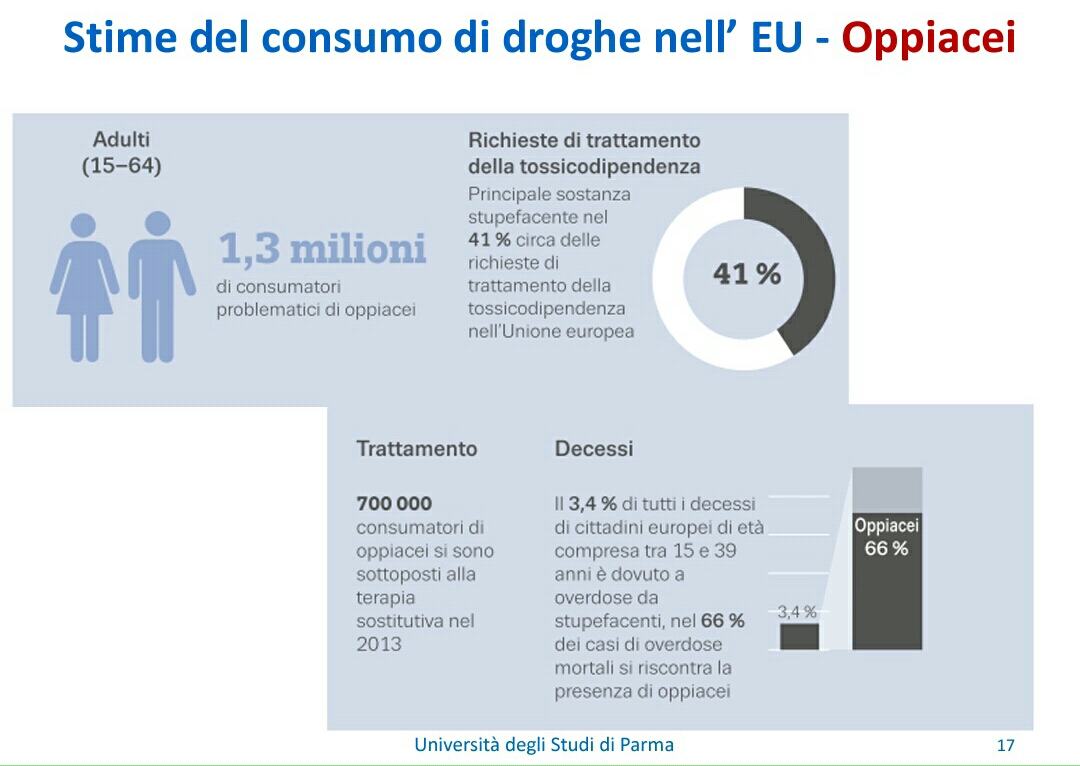 Stime del consumo di droghe nell’ EU - Oppiacei
Adulti
(15–64)
1,3 milioni
di consumatori
problematici di oppiacei
Richieste di trattamento
della tossicodipendenza
Principale sostanza
stupefacente nel
41 % circa delle
richieste di
trattamento della
tossicodipendenza
nell’Unione europea
41 %
Trattamento
700 000
consumatori di
oppiacei si sono
sottoposti alla
terapia
sostitutiva nel
2013
Decessi
Il 3,4 % di tutti i decessi
di cittadini europei di età
compresa tra 15 e 39
anni è dovuto a
overdose da
stupefacenti, nel 66 %
dei casi di overdose
mortali si riscontra la
presenza di oppiacei
3,4 %
Oppiacei
66 %
Università degli Studi di Parma
17